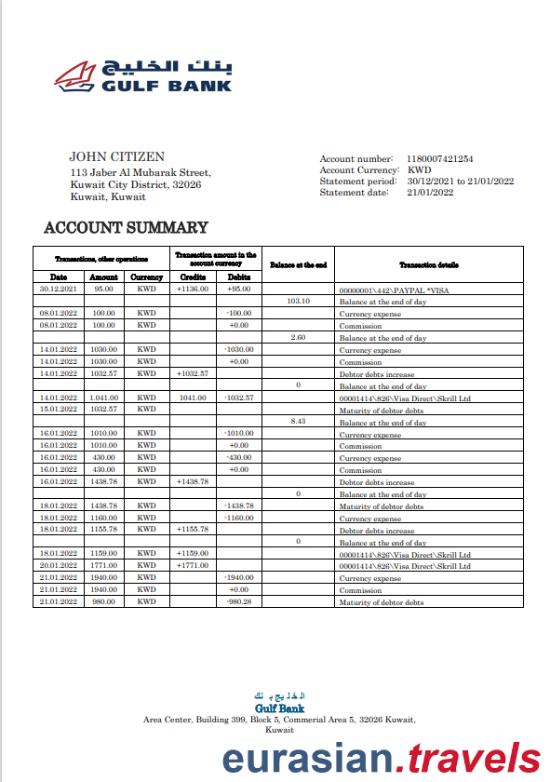 بنك الخليج
GULF BANK
JOHN CITIZEN
113 Jaber Al Mubarak Street,
Kuwait City District, 32026
Kuwait, Kuwait
Account number: 1180007421254
Account Currency: KWD
Statement period: 30/12/2021 to 21/01/2022
Statement date: 21/01/2022
ACCOUNT SUMMARY
Transactions, other operations | Transaction amount in the account currency | Balance at the end | Transaction details
Date | Amount | Currency | Credits | Debits
30.12.2021 95.00 KWD +1136.00 +95.00 00000001\442\PAYPAL *VISA
103.10 Balance at the end of day
08.01.2022 100.00 KWD -100.00 Currency expense
08.01.2022 100.00 KWD +0.00 Commission
2.60 Balance at the end of day
14.01.2022 1030.00 KWD -1030.00 Currency expense
14.01.2022 1030.00 KWD +0.00 Commission
14.01.2022 1032.57 KWD +1032.57 Debtor debts increase
0 Balance at the end of day
14.01.2022 1.041.00 KWD 1041.00 -1032.57 00001414\826\Visa Direct\Skrill Ltd
15.01.2022 1032.57 KWD Maturity of debtor debts
8.43 Balance at the end of day
16.01.2022 1010.00 KWD -1010.00 Currency expense
16.01.2022 1010.00 KWD +0.00 Commission
16.01.2022 430.00 KWD -430.00 Currency expense
16.01.2022 430.00 KWD +0.00 Commission
16.01.2022 1438.78 KWD +1438.78 Debtor debts increase
0 Balance at the end of day
18.01.2022 1438.78 KWD -1438.78 Maturity of debtor debts
18.01.2022 1160.00 KWD -1160.00 Currency expense
18.01.2022 1155.78 KWD +1155.78 Debtor debts increase
0 Balance at the end of day
18.01.2022 1159.00 KWD +1159.00 00001414\826\Visa Direct\Skrill Ltd
20.01.2022 1771.00 KWD +1771.00 00001414\826\Visa Direct\Skrill Ltd
21.01.2022 1940.00 KWD -1940.00 Currency expense
21.01.2022 1940.00 KWD +0.00 Commission
21.01.2022 980.00 KWD -980.28 Maturity of debtor debts
الخليج بنك
Gulf Bank
Area Center, Building 399, Block 5, Commerial Area 5, 32026 Kuwait,
Kuwait
eurasian.travels